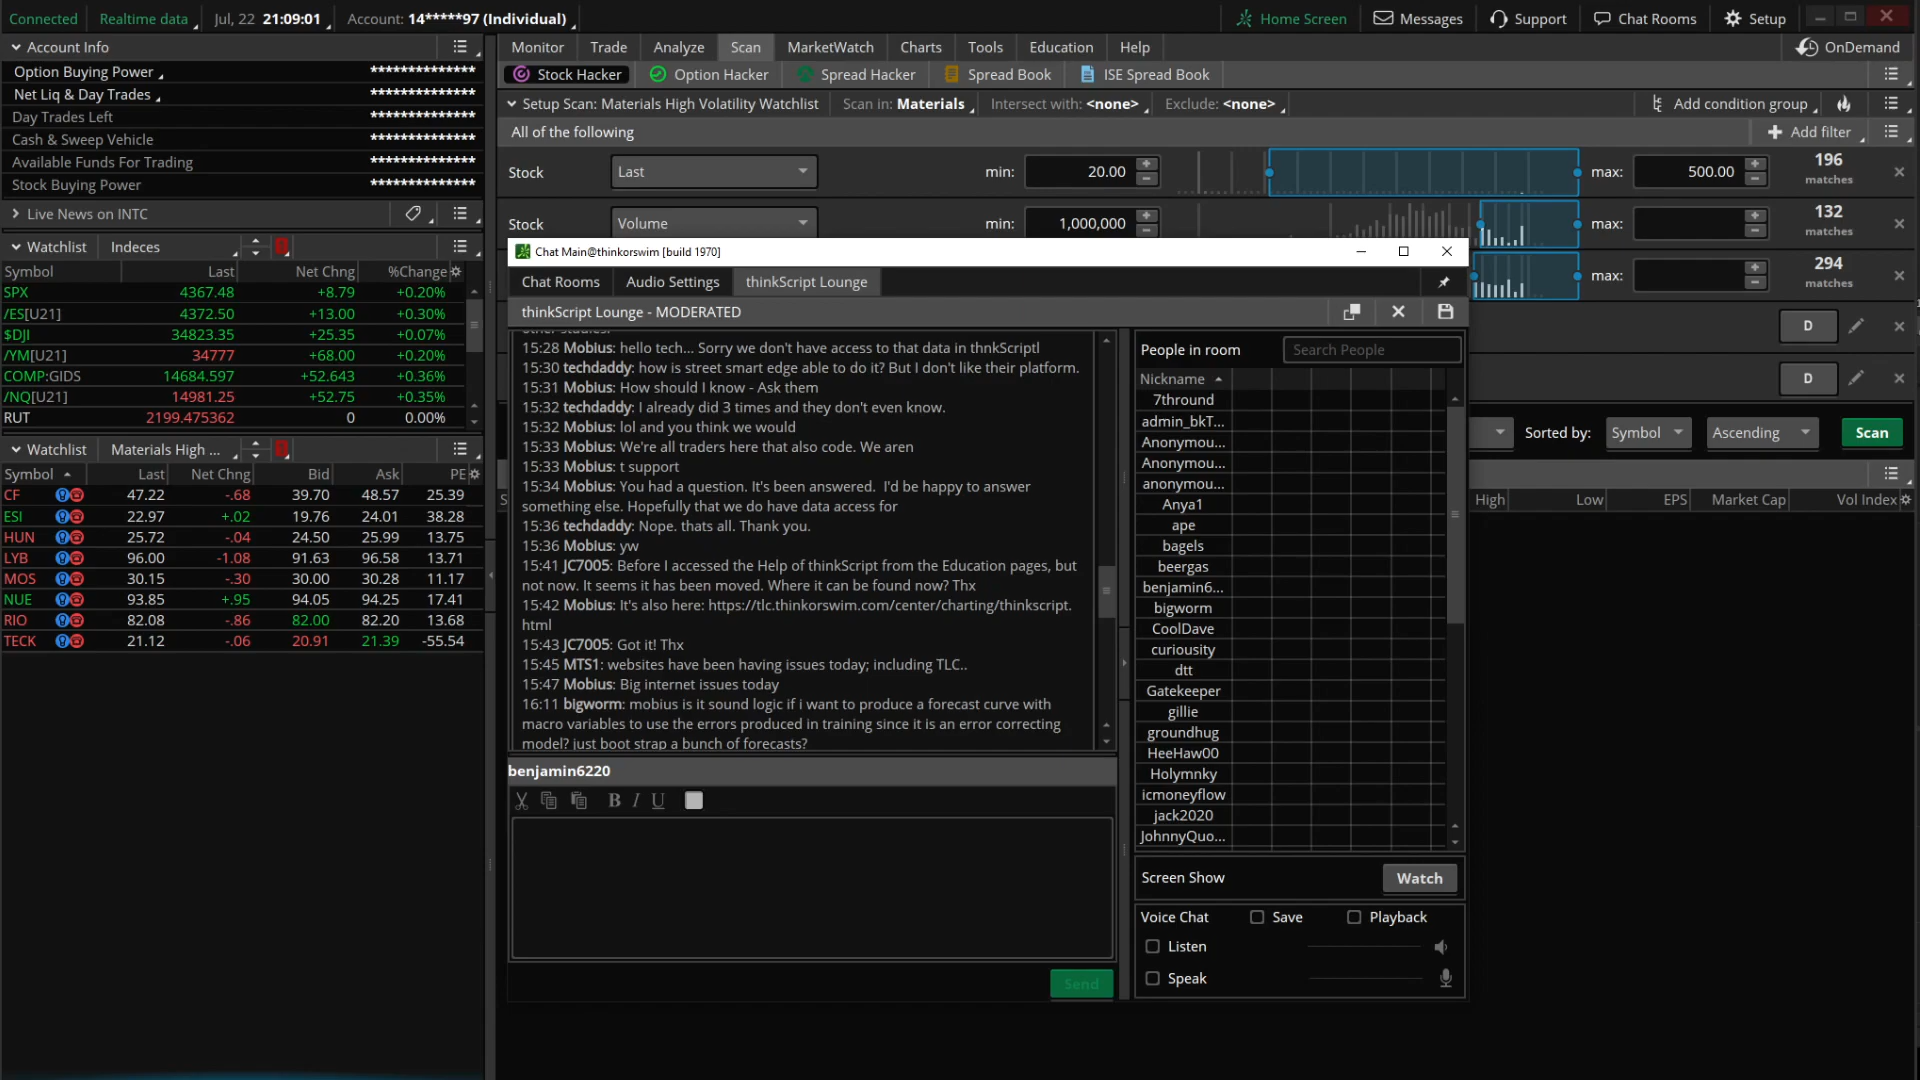 Connected Realtime data Jul, 22 21:09:01 Account: 14*****97 (Individual) Home Screen Messages Support Chat Rooms Setup
Account Info
Option Buying Power **************
Net Liq & Day Trades **************
Day Trades Left **************
Cash & Sweep Vehicle **************
Available Funds For Trading **************
Stock Buying Power **************
Live News on INTC
Watchlist Indeces
Symbol Last Net Chng %Change
SPX 4367.48 +8.79 +0.20%
/ES[U21] 4372.50 +13.00 +0.30%
$DJI 34823.35 +25.35 +0.07%
/YM[U21] 34777 +68.00 +0.20%
COMP:GIDS 14684.597 +52.643 +0.36%
/NQ[U21] 14981.25 +52.75 +0.35%
RUT 2199.475362 0 0.00%
Watchlist Materials High ...
Symbol Last Net Chng Bid Ask PE
CF 47.22 -.68 39.70 48.57 25.39
ESI 22.97 +.02 19.76 24.01 38.28
HUN 25.72 -.04 24.50 25.99 13.75
LYB 96.00 -1.08 91.63 96.58 13.71
MOS 30.15 -.30 30.00 30.28 11.17
NUE 93.85 +.95 94.05 94.25 17.41
RIO 82.08 -.86 82.00 82.20 13.68
TECK 21.12 -.06 20.91 21.39 -55.54
Monitor Trade Analyze Scan MarketWatch Charts Tools Education Help OnDemand
Stock Hacker Option Hacker Spread Hacker Spread Book ISE Spread Book
Setup Scan: Materials High Volatility Watchlist Scan in: Materials Intersect with: <none> Exclude: <none> Add condition group
All of the following Add filter
Stock Last min: 20.00 max: 500.00 196 matches
Stock Volume min: 1,000,000 max: 132 matches
max: 294 matches
D
D
Sorted by: Symbol Ascending Scan
High Low EPS Market Cap Vol Index
Chat Main@thinkorswim [build 1970]
Chat Rooms Audio Settings thinkScript Lounge
thinkScript Lounge - MODERATED
other studies.
15:28 Mobius: hello tech... Sorry we don't have access to that data in thnkScriptl
15:30 techdaddy: how is street smart edge able to do it? But I don't like their platform.
15:31 Mobius: How should I know - Ask them
15:32 techdaddy: I already did 3 times and they don't even know.
15:32 Mobius: lol and you think we would
15:33 Mobius: We're all traders here that also code. We aren
15:33 Mobius: t support
15:34 Mobius: You had a question. It's been answered.  I'd be happy to answer
something else. Hopefully that we do have data access for
15:36 techdaddy: Nope. thats all. Thank you.
15:36 Mobius: yw
15:41 JC7005: Before I accessed the Help of thinkScript from the Education pages, but
not now. It seems it has been moved. Where it can be found now? Thx
15:42 Mobius: It's also here: https://tlc.thinkorswim.com/center/charting/thinkscript.
html
15:43 JC7005: Got it! Thx
15:45 MTS1: websites have been having issues today; including TLC..
15:47 Mobius: Big internet issues today
16:11 bigworm: mobius is it sound logic if i want to produce a forecast curve with
macro variables to use the errors produced in training since it is an error correcting
model? just boot strap a bunch of forecasts?
benjamin6220
B I U
Send
People in room Search People
Nickname
7thround
admin_bkT...
Anonymou...
Anonymou...
anonymou...
Anya1
ape
bagels
beergas
benjamin6...
bigworm
CoolDave
curiousity
dtt
Gatekeeper
gillie
groundhug
HeeHaw00
Holymnky
icmoneyflow
jack2020
JohnnyQuo...
Screen Show Watch
Voice Chat Save Playback
Listen
Speak